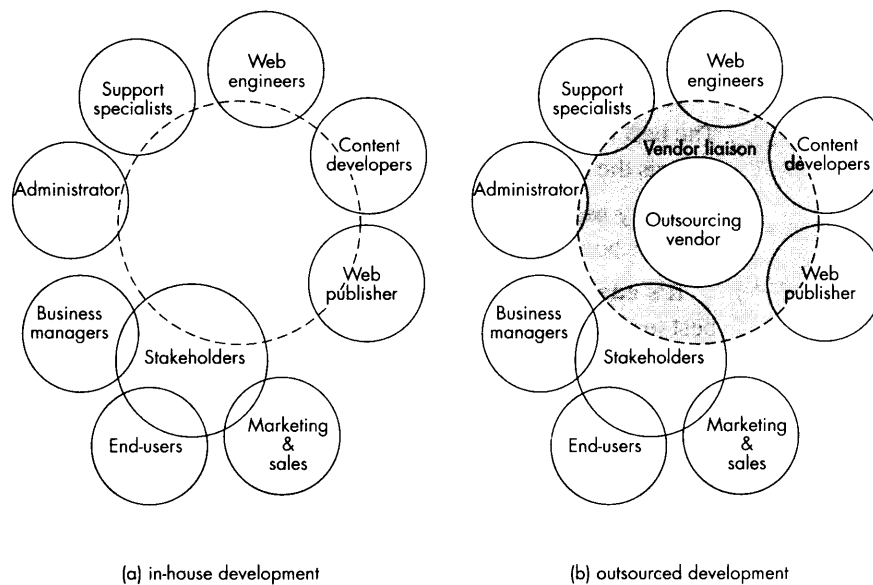 Web
engineers
Support
specialists
Content
developers
Administrator
Web
publisher
Business
managers
Stakeholders
End-users
Marketing
&
sales
(a) in-house development
Web
engineers
Support
specialists
Vendor liaison
Content
developers
Administrator
Outsourcing
vendor
Web
publisher
Business
managers
Stakeholders
End-users
Marketing
&
sales
(b) outsourced development